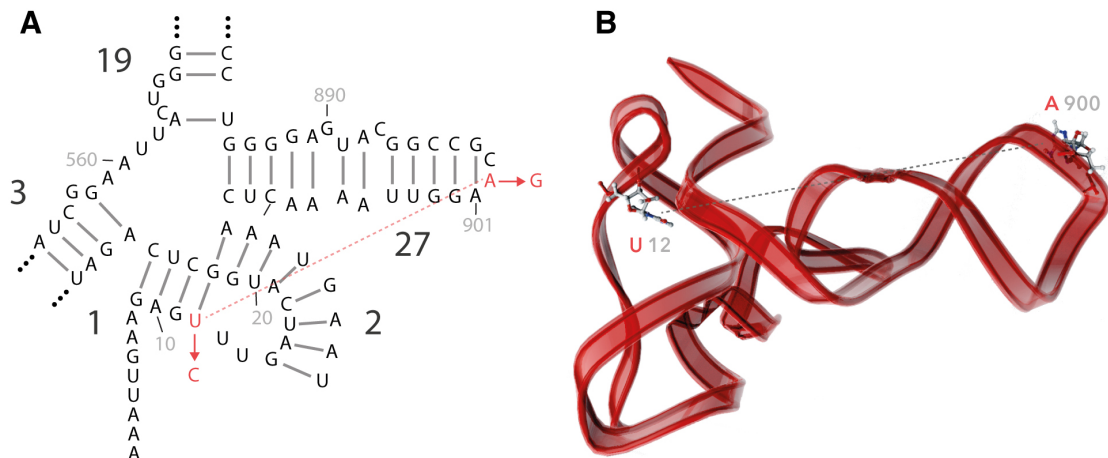 A
B
19
G C
G G C
U
C A U
U
U
890
G G G G A G U A C G G C C G C
A → G
C U C A A A A U U G G A
901
27
560
A A
3
A U C G G
U A G A
C U C G G U A C U A G
A A A U
G A A U
2
20
1
G A G U
10
U U
C
A
A
G
U
U
A
A
A
A 900
U 12